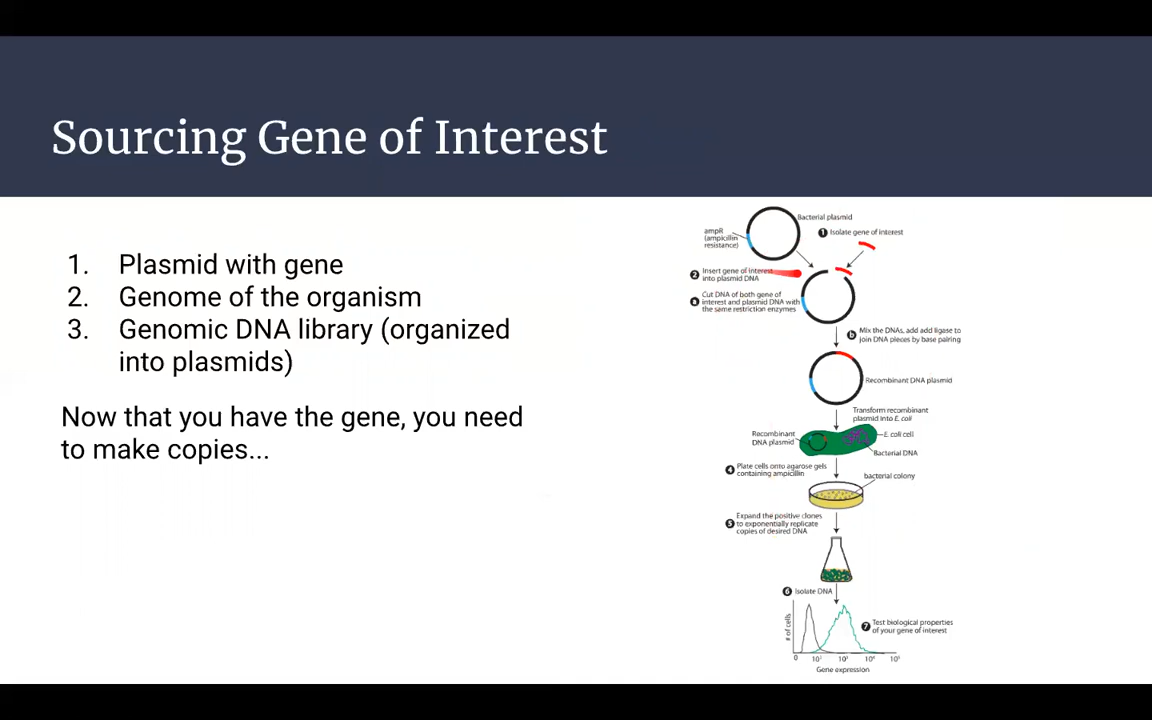 Sourcing Gene of Interest
1. Plasmid with gene
2. Genome of the organism
3. Genomic DNA library (organized
into plasmids)
Now that you have the gene, you need
to make copies...
Bacterial plasmid
ampR
(ampicillin
resistance)
1 Isolate gene of interest
2 Insert gene of interest
into plasmid DNA
a Cut DNA of both gene of
interest and plasmid DNA with
the same restriction enzymes
b Mix the DNAs, add add ligase to
join DNA pieces by base pairing
Recombinant DNA plasmid
Transform recombinant
plasmid into E. coli
Recombinant
DNA plasmid
E. coli cell
Bacterial DNA
4 Plate cells onto agarose gels
containing ampicillin
bacterial colony
5 Expand the positive clones
to exponentially replicate
copies of desired DNA
6 Isolate DNA
# of cells
7 Test biological properties
of your gene of interest
0 10² 10³ 10⁴ 10⁵
Gene expression